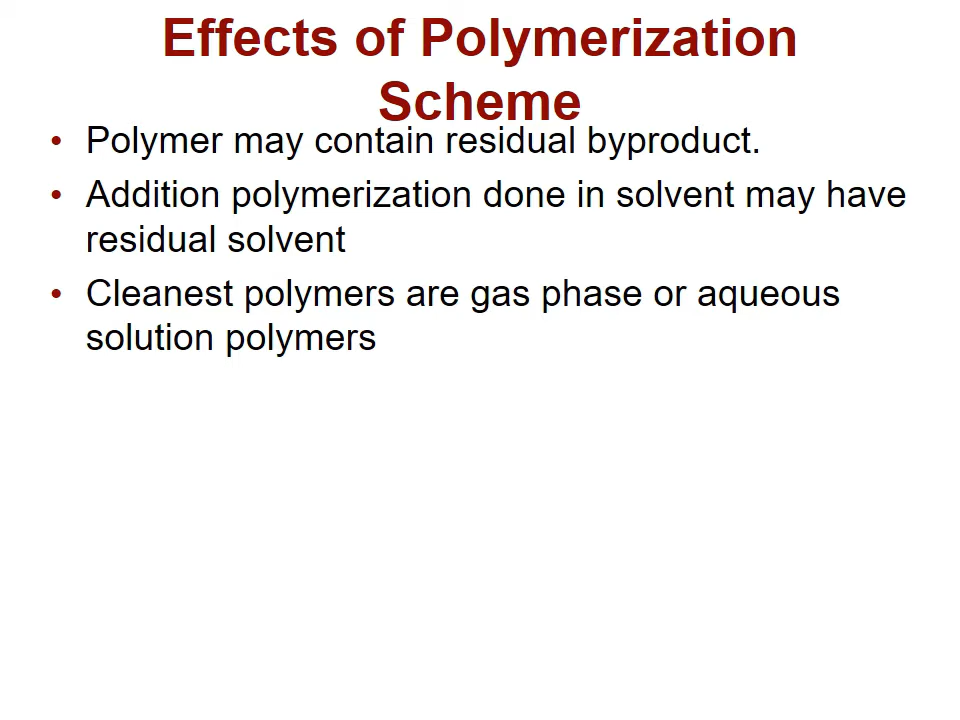 Effects of Polymerization
Scheme
• Polymer may contain residual byproduct.
• Addition polymerization done in solvent may have
residual solvent
• Cleanest polymers are gas phase or aqueous
solution polymers